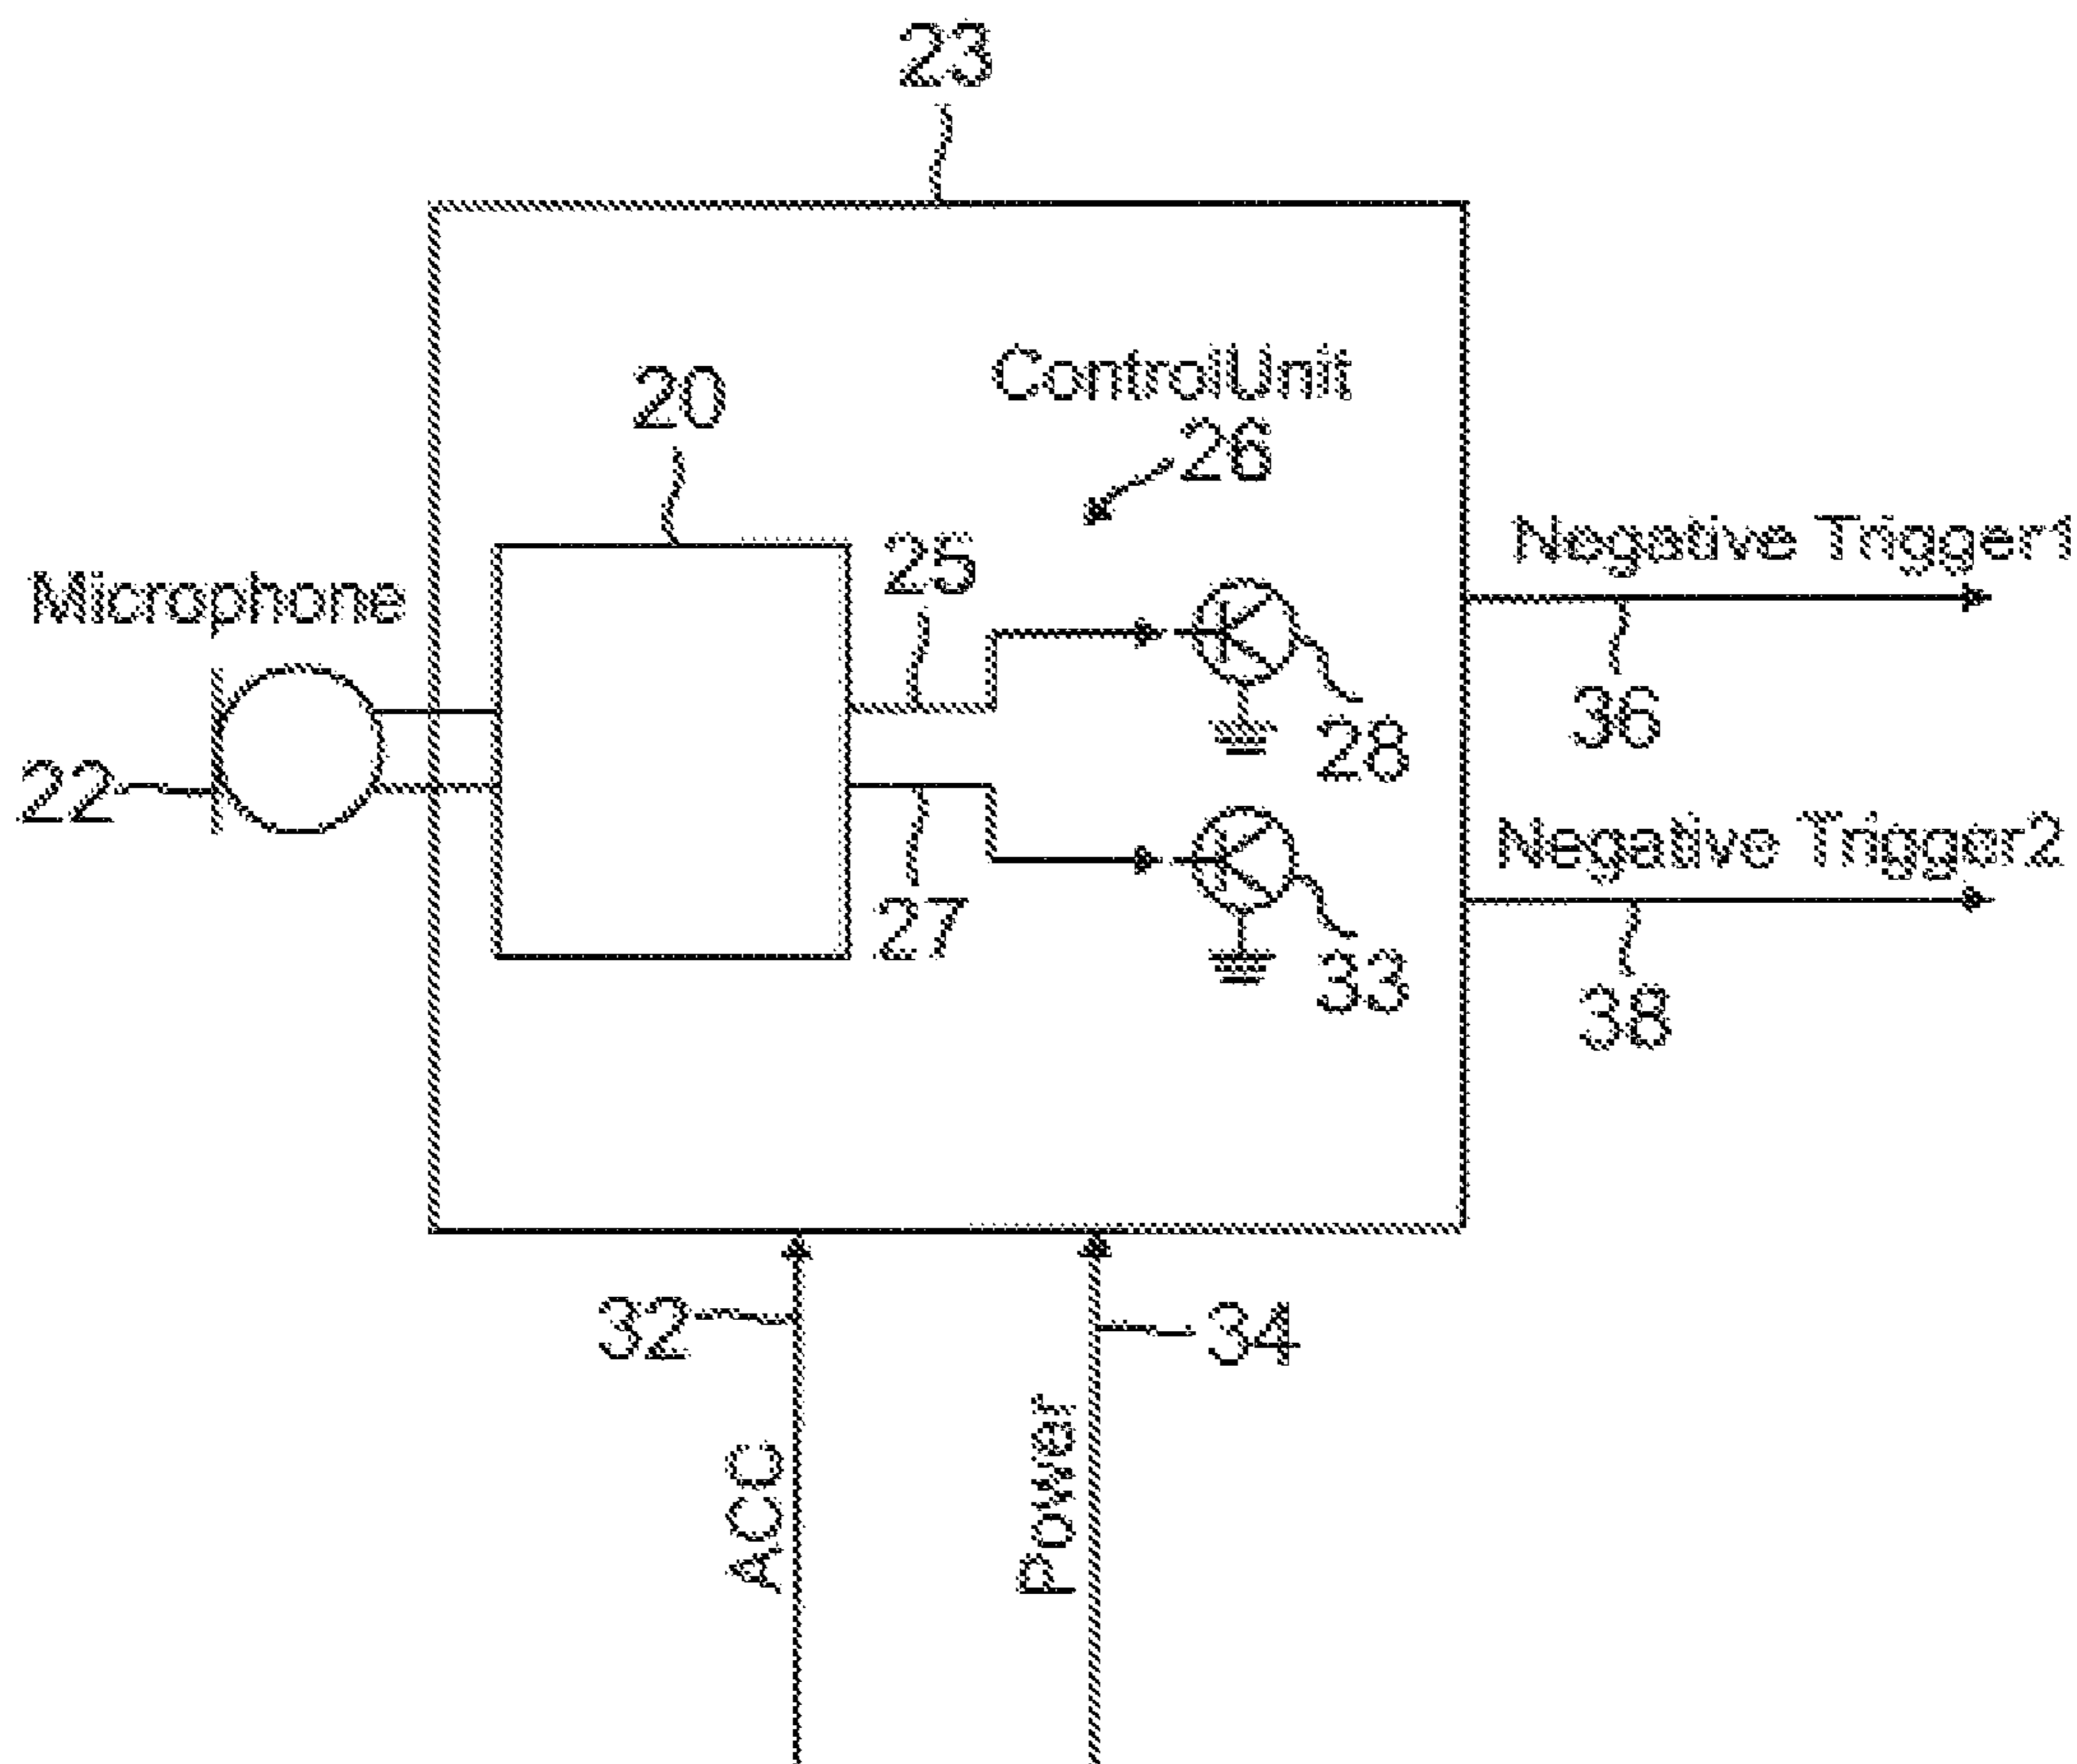 23
ControlUnit
26
20
25
Microphone
22
28
27
33
Negative Trigger1
36
Negative Trigger2
38
32
34
ACC
Power